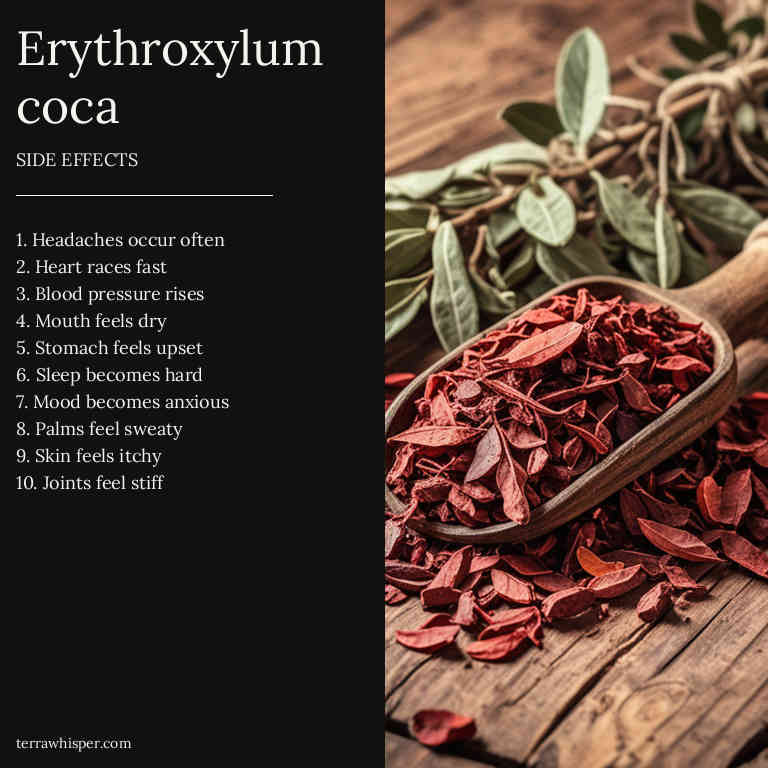 Erythroxylum
coca
SIDE EFFECTS
1. Headaches occur often
2. Heart races fast
3. Blood pressure rises
4. Mouth feels dry
5. Stomach feels upset
6. Sleep becomes hard
7. Mood becomes anxious
8. Palms feel sweaty
9. Skin feels itchy
10. Joints feel stiff
terrawhisper.com